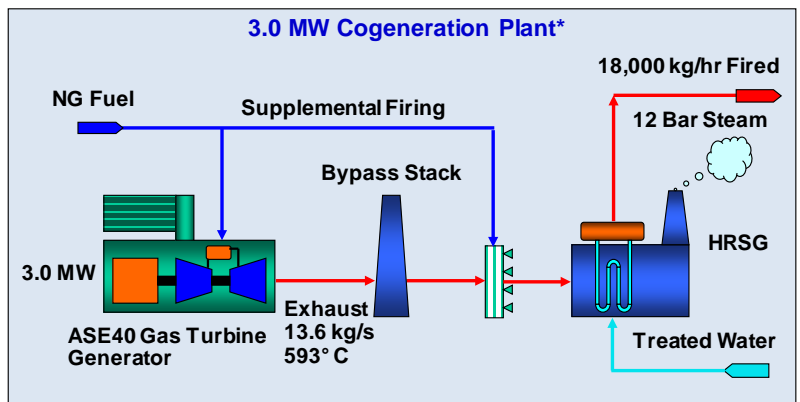 3.0 MW Cogeneration Plant*
18,000 kg/hr Fired
NG Fuel
Supplemental Firing
12 Bar Steam
Bypass Stack
HRSG
3.0 MW
Exhaust
13.6 kg/s
593° C
ASE40 Gas Turbine
Generator
Treated Water